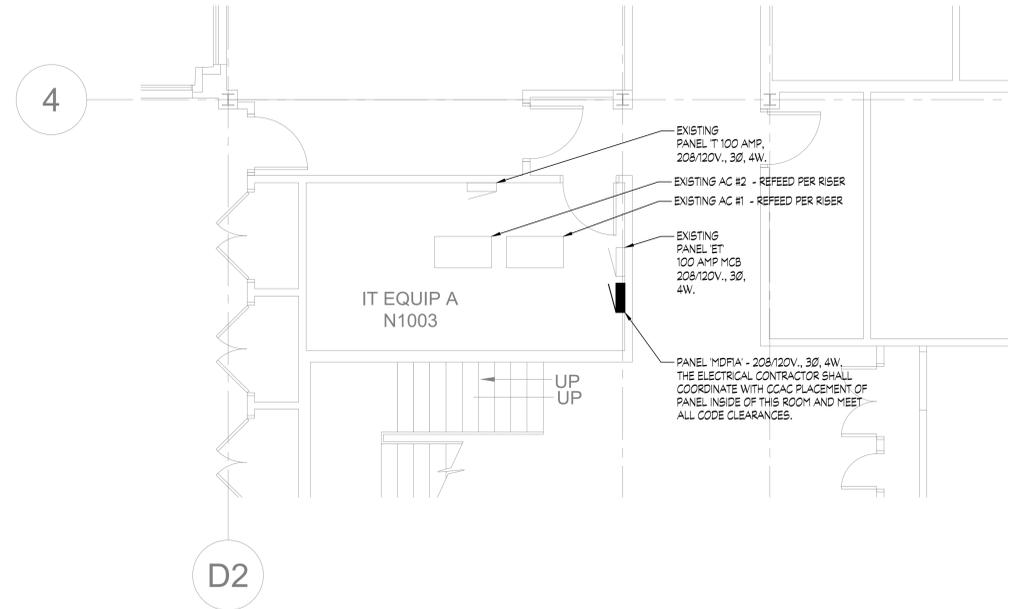 4
EXISTING
PANEL 'T' 100 AMP,
208/120V., 3Ø, 4W.
EXISTING AC #2 - REFEED PER RISER
EXISTING AC #1 - REFEED PER RISER
EXISTING
PANEL 'ET'
100 AMP MCB
208/120V., 3Ø,
4W.
IT EQUIP A
N1003
PANEL 'MDF1A' - 208/120V., 3Ø, 4W.
THE ELECTRICAL CONTRACTOR SHALL
COORDINATE WITH CCAC PLACEMENT OF
PANEL INSIDE OF THIS ROOM AND MEET
ALL CODE CLEARANCES.
UP
UP
D2